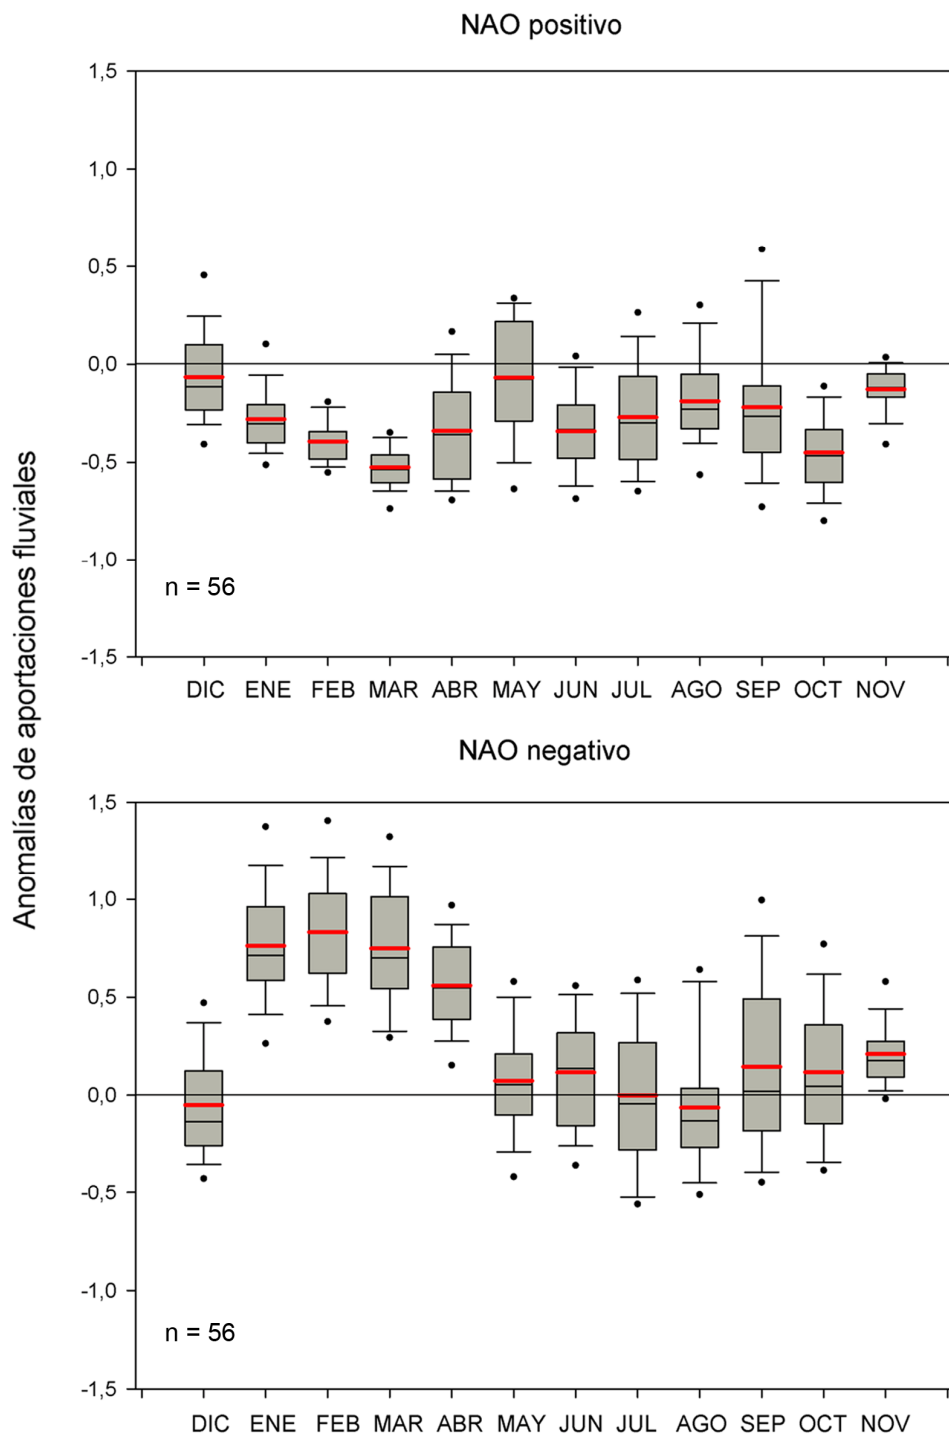 NAO positivo
Anomalías de aportaciones fluviales
1,5
1,0
0,5
0,0
-0,5
-1,0
-1,5
n = 56
DIC ENE FEB MAR ABR MAY JUN JUL AGO SEP OCT NOV
NAO negativo
1,5
1,0
0,5
0,0
-0,5
-1,0
-1,5
n = 56
DIC ENE FEB MAR ABR MAY JUN JUL AGO SEP OCT NOV